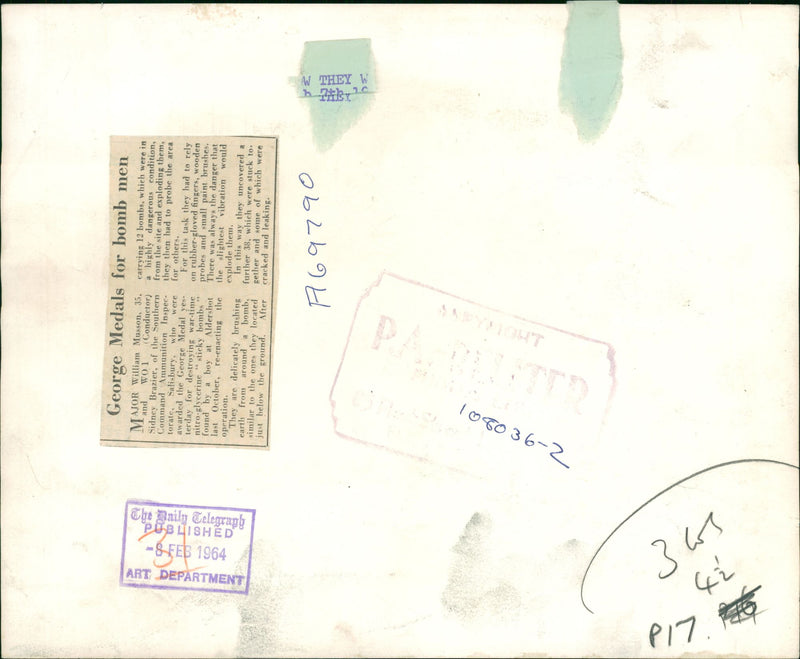 W THEY W
THEY
George Medals for bomb men
MAJOR William Musson, 35,
and WO1 (Conductor)
Sidney Brazier, of the Southern
Command Ammunition Inspec-
torate, Salisbury, who were
awarded the George Medal yes-
terday for destroying war-time
nitro-glycerine "sticky bombs"
found by a boy at Aldershot
last October, re-enacting the
operation.
They are delicately brushing
earth from around a bomb,
similar to the ones they located
just below the ground. After
carrying 12 bombs, which were in
a highly dangerous condition,
from the site and exploding them,
they then had to probe the area
for others.
For this task they had to rely
on rubber-gloved fingers, wooden
probes and small paint brushes.
There was always the danger that
the slightest vibration would
explode them.
In this way they uncovered a
further 38, which were stuck to-
gether and some of which were
cracked and leaking.
A69790
COPYRIGHT
108036-2
The Daily Telegraph
PUBLISHED
-8 FEB 1964
31
ART DEPARTMENT
3 cols
4½
P17.